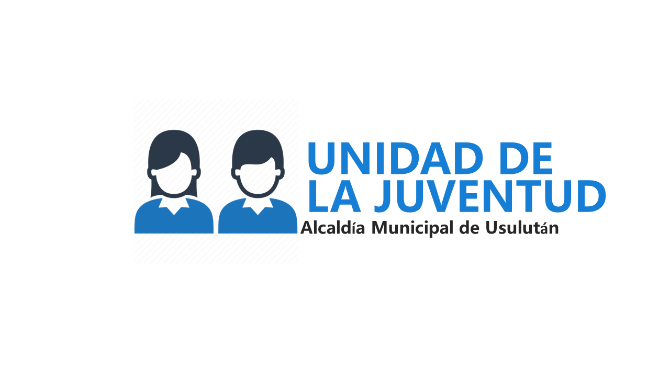 UNIDAD DE
LA JUVENTUD
Alcaldía Municipal de Usulután